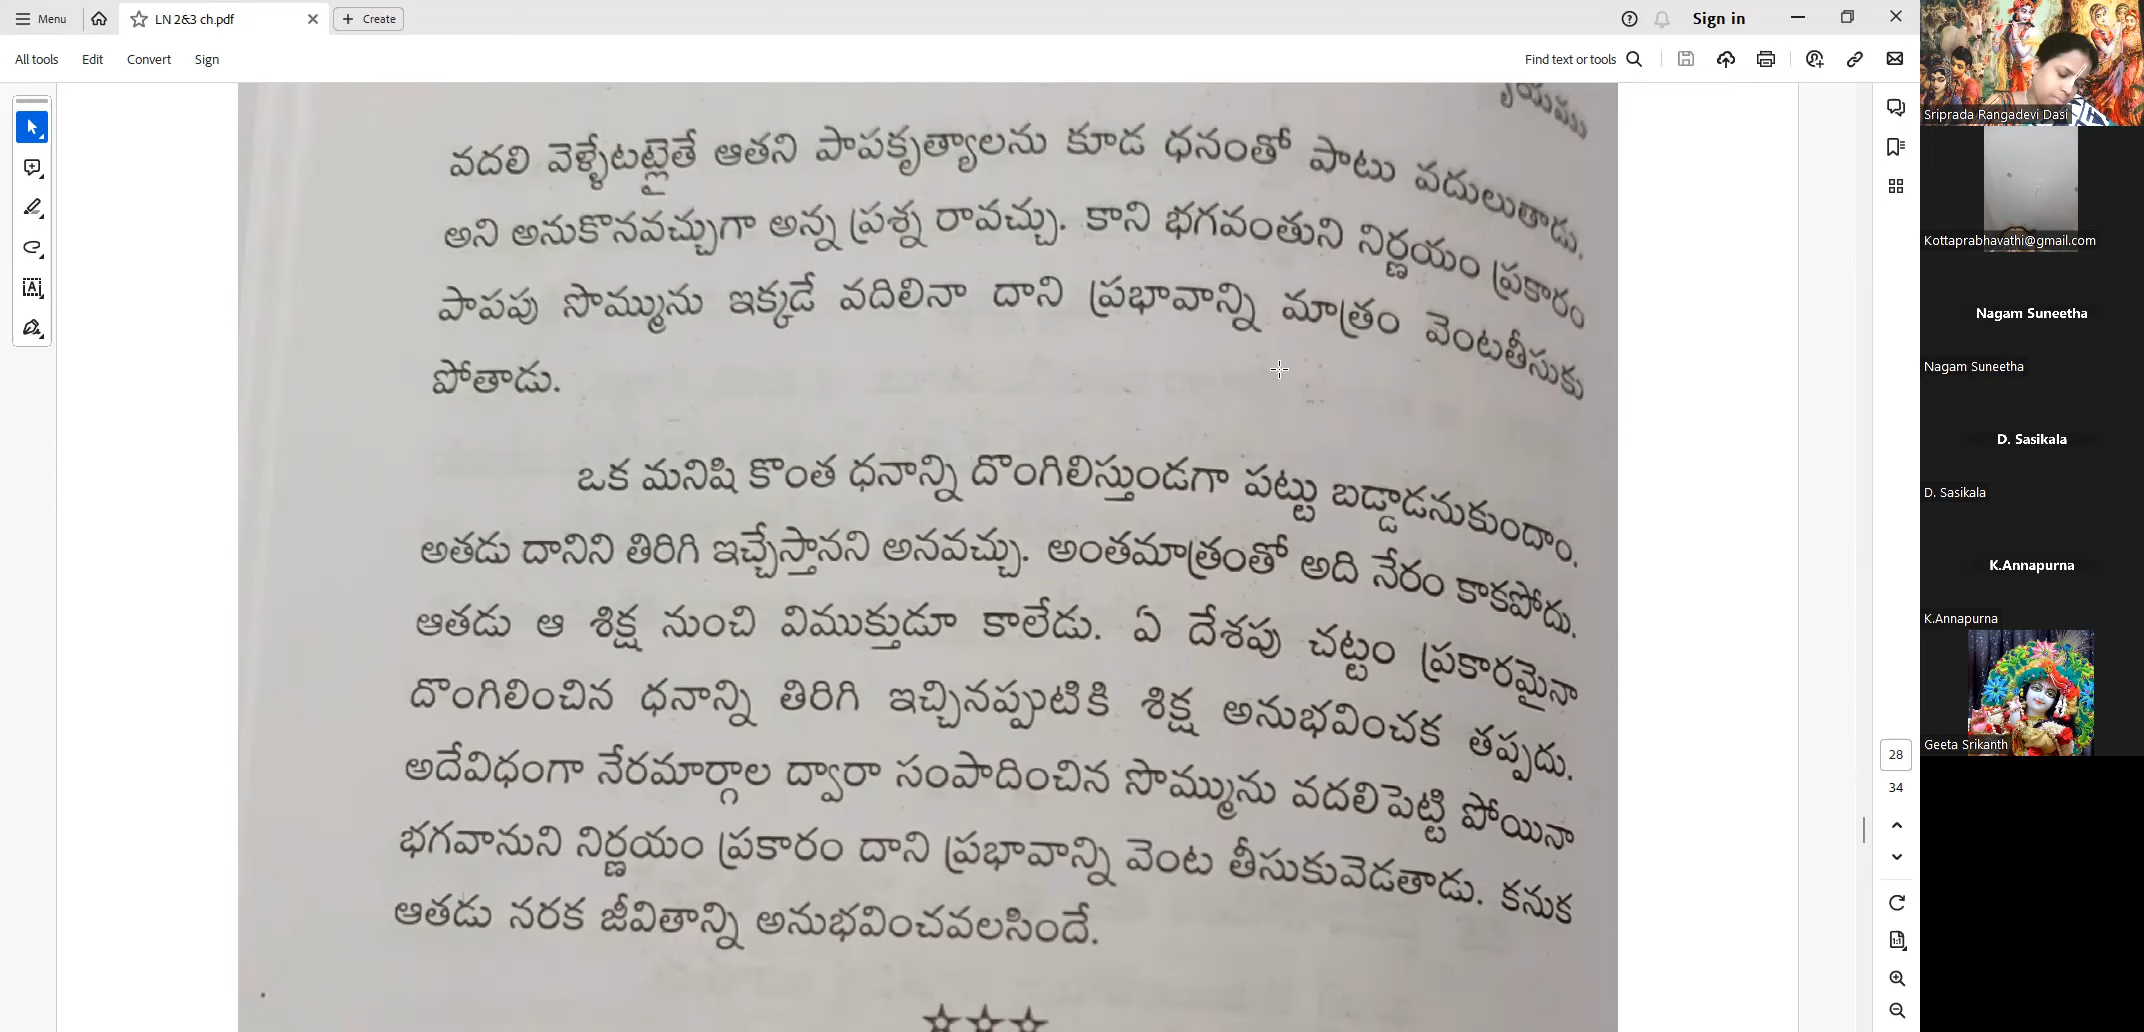 Menu
LN 2&3 ch.pdf
Create
Sign in
All tools Edit Convert Sign
Find text or tools
వదలి వెళ్ళేటట్లైతే ఆతని పాపకృత్యాలను కూడ ధనంతో పాటు వదులుతాడు.
అని అనుకొనవచ్చుగా అన్న ప్రశ్న రావచ్చు. కాని భగవంతుని నిర్ణయం ప్రకారం
పాపపు సొమ్మును ఇక్కడే వదిలినా దాని ప్రభావాన్ని మాత్రం వెంటతీసుకు
పోతాడు.
ఒక మనిషి కొంత ధనాన్ని దొంగిలిస్తుండగా పట్టు బడ్డాడనుకుందాం.
అతడు దానిని తిరిగి ఇచ్చేస్తానని అనవచ్చు. అంతమాత్రంతో అది నేరం కాకపోదు.
ఆతడు ఆ శిక్ష నుంచి విముక్తుడూ కాలేడు. ఏ దేశపు చట్టం ప్రకారమైనా
దొంగిలించిన ధనాన్ని తిరిగి ఇచ్చినప్పుటికి శిక్ష అనుభవించక తప్పదు.
అదేవిధంగా నేరమార్గాల ద్వారా సంపాదించిన సొమ్మును వదలిపెట్టి పోయినా
భగవానుని నిర్ణయం ప్రకారం దాని ప్రభావాన్ని వెంట తీసుకువెడతాడు. కనుక
ఆతడు నరక జీవితాన్ని అనుభవించవలసిందే.
28
34
Sriprada Rangadevi Dasi
Kottaprabhavathi@gmail.com
Nagam Suneetha
Nagam Suneetha
D. Sasikala
D. Sasikala
K.Annapurna
K.Annapurna
Geeta Srikanth